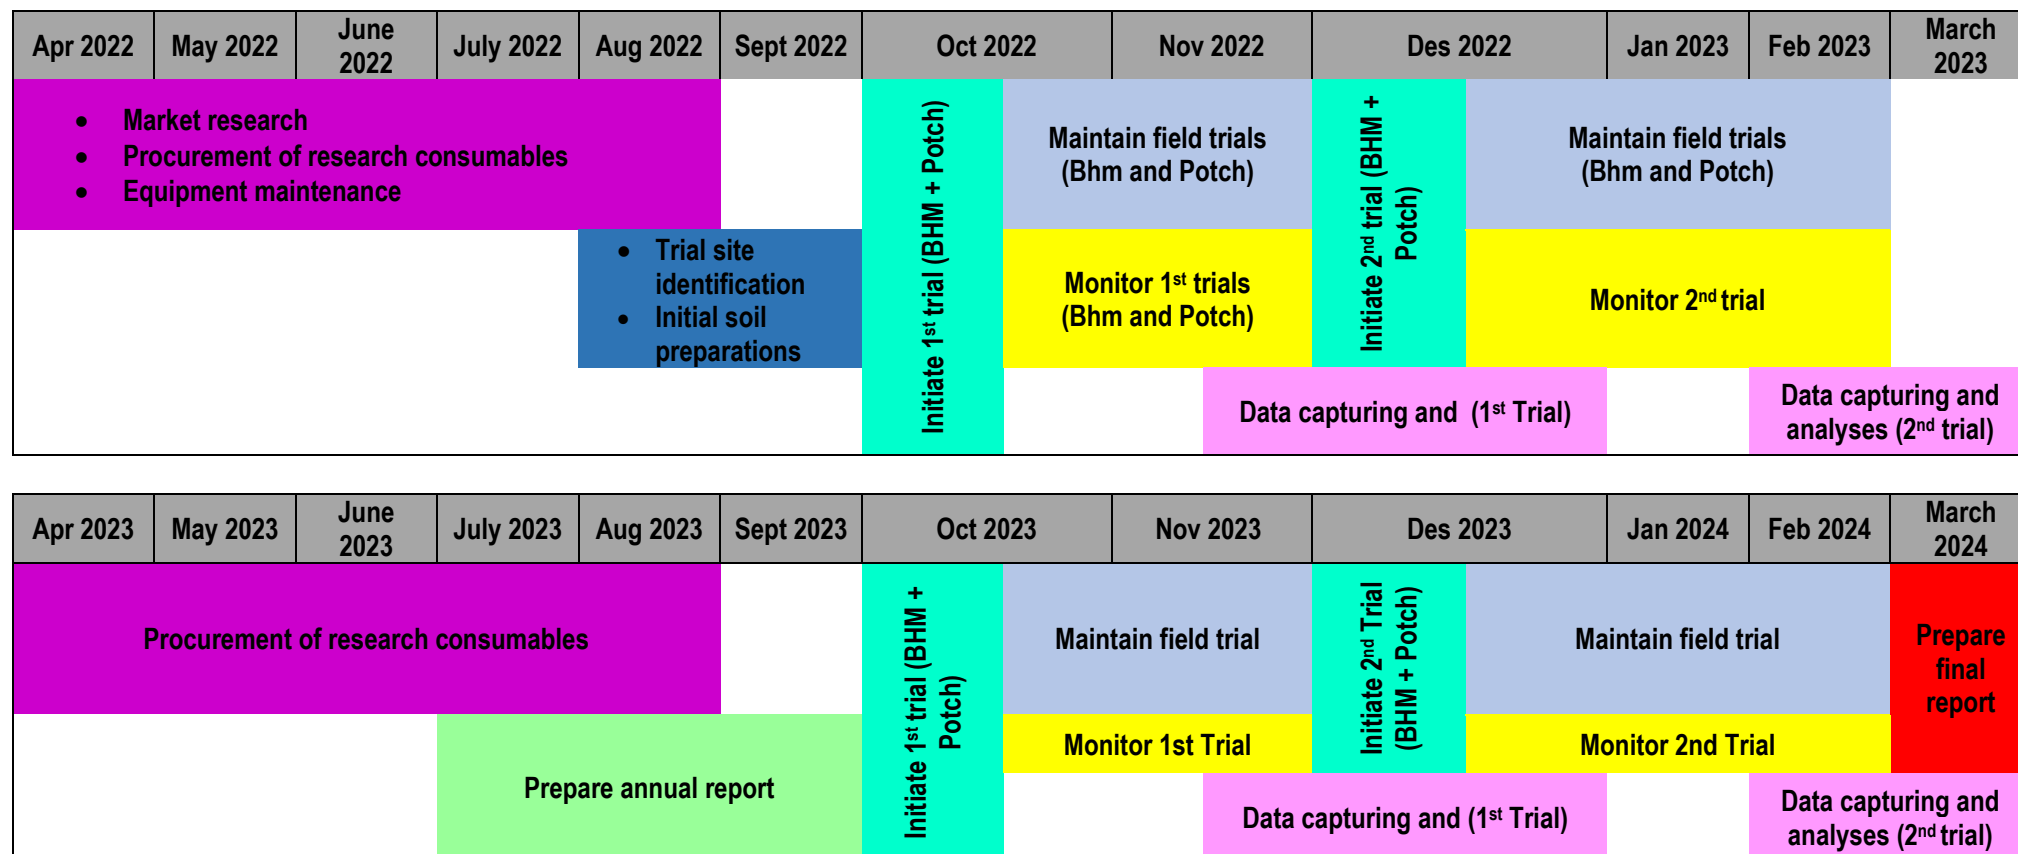 Apr 2022
May 2022
June
2022
July 2022
Aug 2022
Sept 2022
Oct 2022
Nov 2022
Des 2022
Jan 2023
Feb 2023
March
2023
• Market research
• Procurement of research consumables
• Equipment maintenance
• Trial site
identification
• Initial soil
preparations
Initiate 1st trial (BHM + Potch)
Maintain field trials
(Bhm and Potch)
Monitor 1st trials
(Bhm and Potch)
Initiate 2nd trial (BHM +
Potch)
Maintain field trials
(Bhm and Potch)
Monitor 2nd trial
Data capturing and (1st Trial)
Data capturing and
analyses (2nd trial)
Apr 2023
May 2023
June
2023
July 2023
Aug 2023
Sept 2023
Oct 2023
Nov 2023
Des 2023
Jan 2024
Feb 2024
March
2024
Procurement of research consumables
Prepare annual report
Initiate 1st trial (BHM +
Potch)
Maintain field trial
Monitor 1st Trial
Initiate 2nd Trial
(BHM + Potch)
Maintain field trial
Monitor 2nd Trial
Prepare
final
report
Data capturing and (1st Trial)
Data capturing and
analyses (2nd trial)